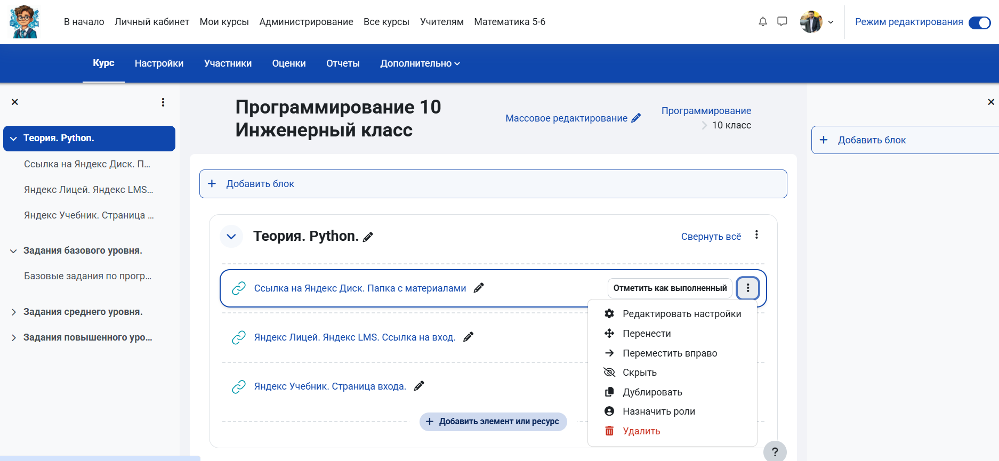 В начало Личный кабинет Мои курсы Администрирование Все курсы Учителям Математика 5-6
Режим редактирования
Курс Настройки Участники Оценки Отчеты Дополнительно
Теория. Python.
Ссылка на Яндекс Диск. П...
Яндекс Лицей. Яндекс LMS...
Яндекс Учебник. Страница ...
Задания базового уровня.
Базовые задания по прогр...
Задания среднего уровня.
Задания повышенного уро...
Программирование 10
Инженерный класс
Массовое редактирование
Программирование
10 класс
Добавить блок
Теория. Python.
Свернуть всё
Ссылка на Яндекс Диск. Папка с материалами
Отметить как выполненный
Яндекс Лицей. Яндекс LMS. Ссылка на вход.
Яндекс Учебник. Страница входа.
Добавить элемент или ресурс
Редактировать настройки
Перенести
Переместить вправо
Скрыть
Дублировать
Назначить роли
Удалить
?
Добавить блок